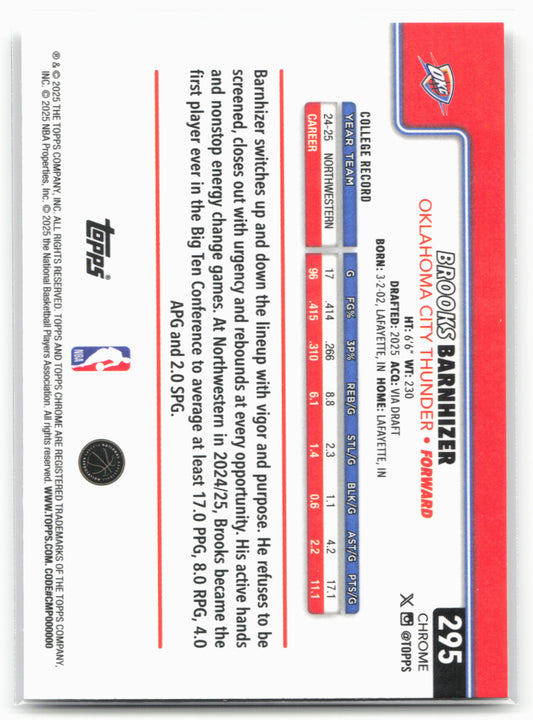 OKC
295
CHROME
@TOPPS
BROOKS BARNHIZER
OKLAHOMA CITY THUNDER • FORWARD
HT: 6'6" WT: 230
DRAFTED: 2025 ACQ: VIA DRAFT
BORN: 3-2-02, LAFAYETTE, IN HOME: LAFAYETTE, IN
COLLEGE RECORD
YEAR TEAM G FG% 3P% REB/G STL/G BLK/G AST/G PTS/G
24-25 NORTHWESTERN 17 .414 .266 8.8 2.3 1.1 4.2 17.1
CAREER 96 .415 .310 6.1 1.4 0.6 2.2 11.1
Barnhizer switches up and down the lineup with vigor and purpose. He refuses to be
screened, closes out with urgency and rebounds at every opportunity. His active hands
and nonstop energy change games. At Northwestern in 2024/25, Brooks became the
first player ever in the Big Ten Conference to average at least 17.0 PPG, 8.0 RPG, 4.0
APG and 2.0 SPG.
topps®
NBA
® & © 2025 THE TOPPS COMPANY, INC. ALL RIGHTS RESERVED. TOPPS AND TOPPS CHROME ARE REGISTERED TRADEMARKS OF THE TOPPS COMPANY,
INC. © 2025 NBA Properties, Inc. © 2025 the National Basketball Players Association. All rights reserved. WWW.TOPPS.COM. CODE#CMP000000